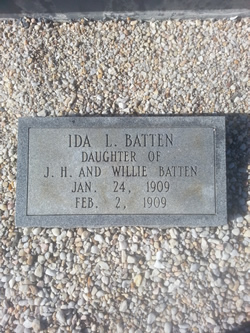 IDA L. BATTEN
DAUGHTER OF
J. H. AND WILLIE BATTEN
JAN. 24, 1909
FEB. 2, 1909